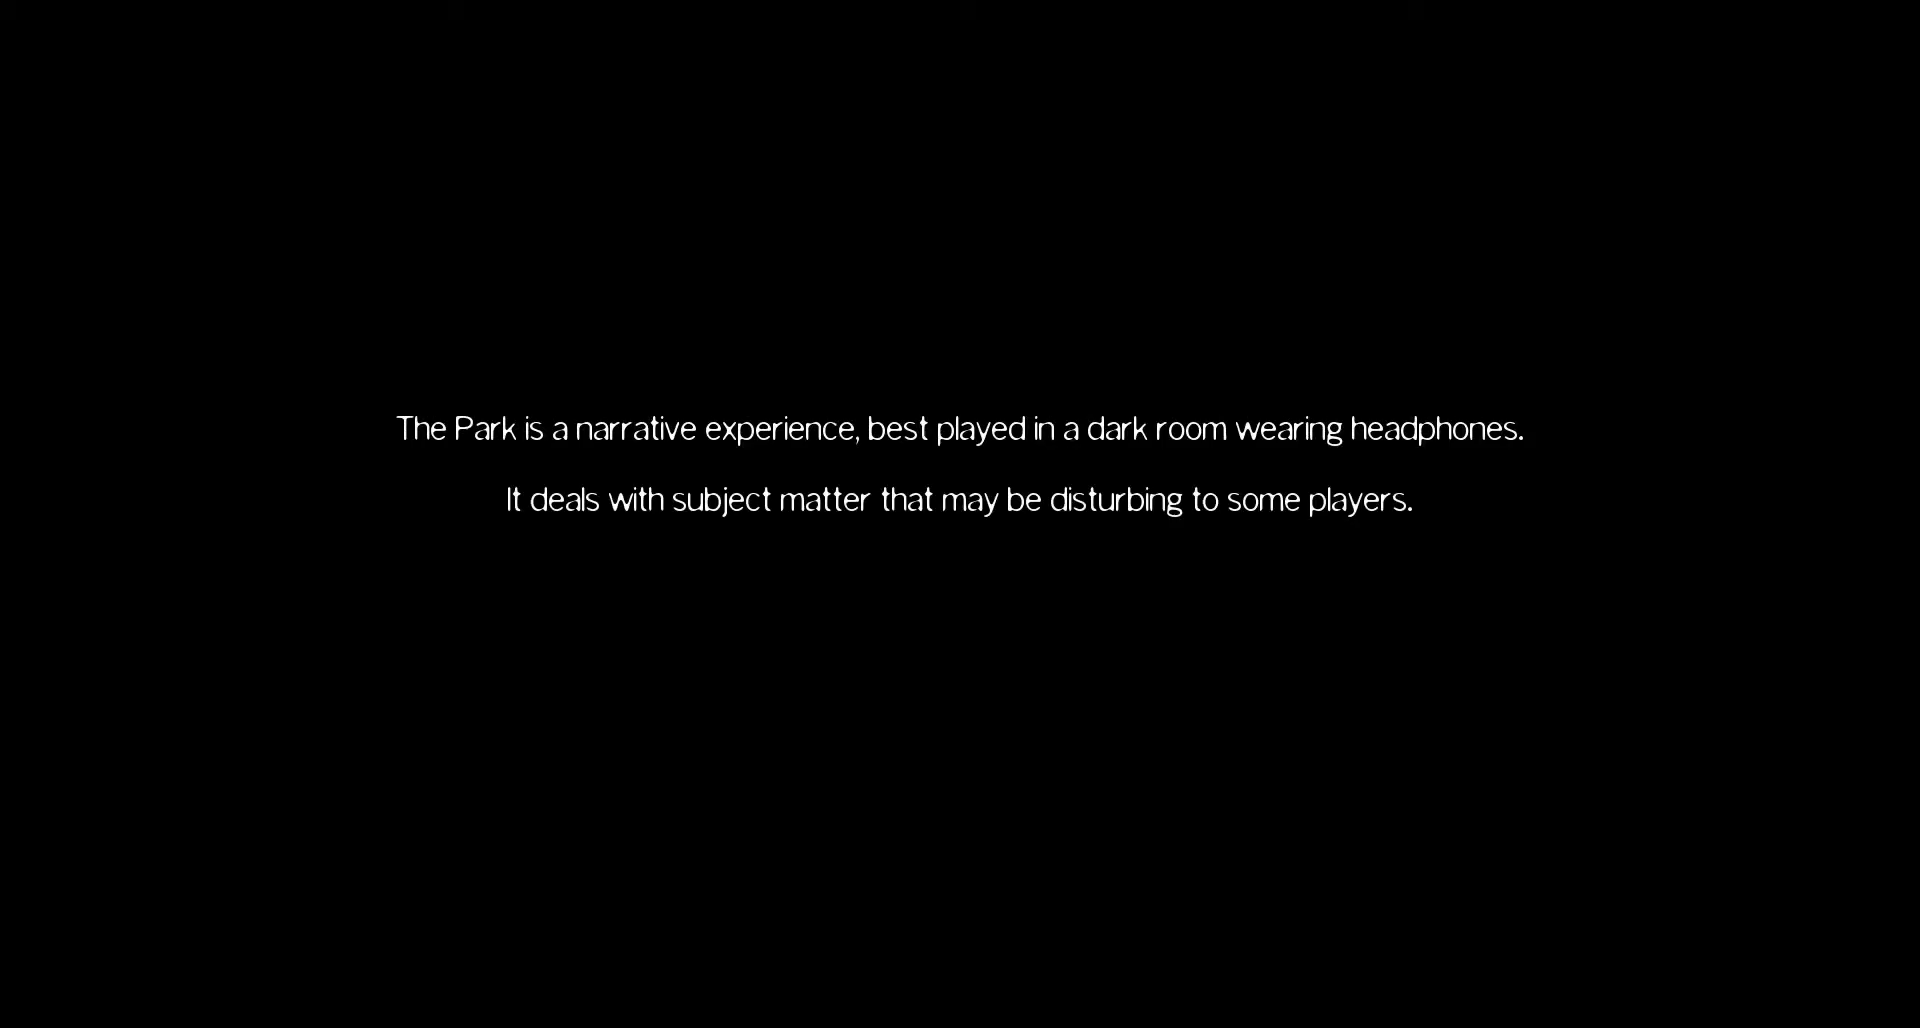 The Park is a narrative experience, best played in a dark room wearing headphones.
It deals with subject matter that may be disturbing to some players.